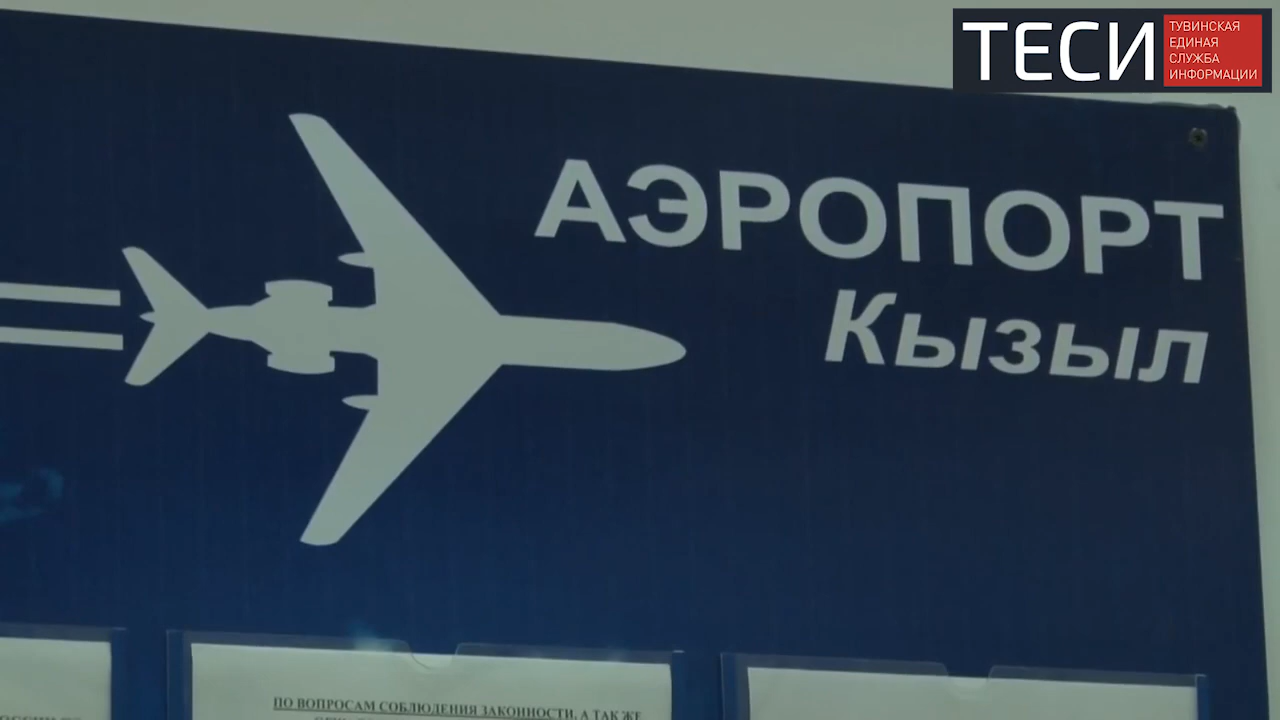 ТЕСИ
ТУВИНСКАЯ
ЕДИНАЯ
СЛУЖБА
ИНФОРМАЦИИ
АЭРОПОРТ
Кызыл
ПО ВОПРОСАМ СОБЛЮДЕНИЯ ЗАКОННОСТИ, А ТАК ЖЕ